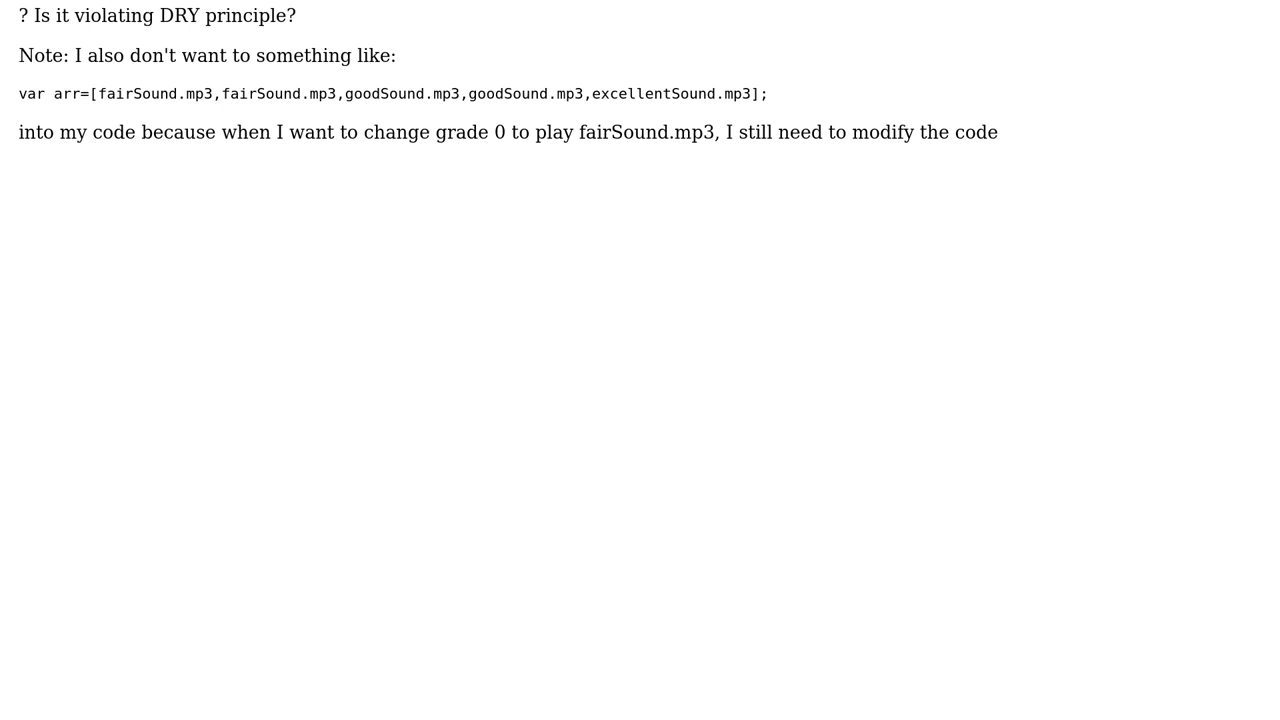 ? Is it violating DRY principle?
Note: I also don't want to something like:
var arr=[fairSound.mp3,fairSound.mp3,goodSound.mp3,goodSound.mp3,excellentSound.mp3];
into my code because when I want to change grade 0 to play fairSound.mp3, I still need to modify the code